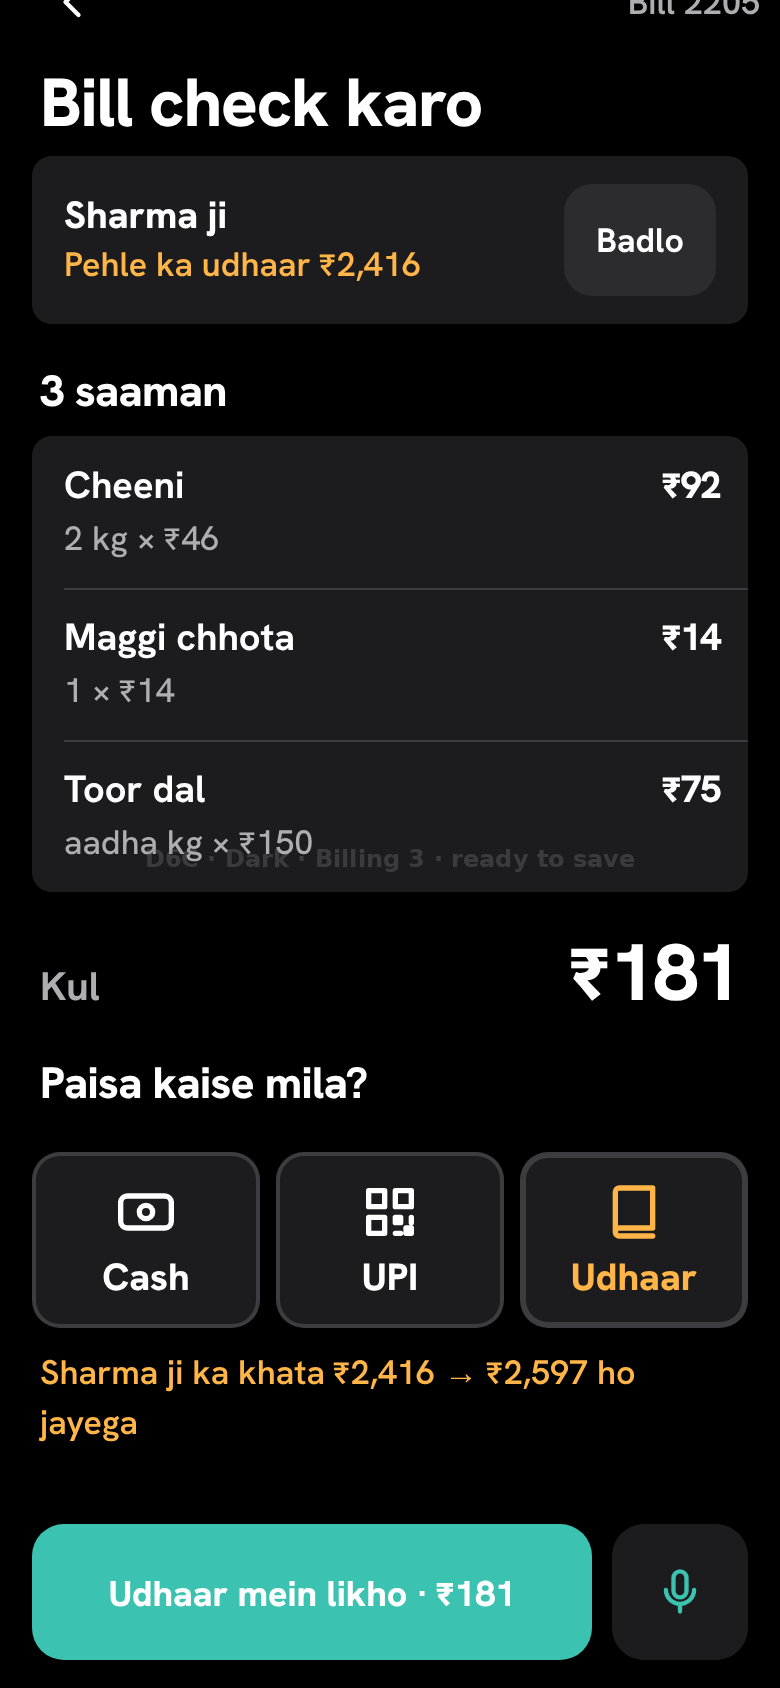 Bill 2205
Bill check karo
Sharma ji
Pehle ka udhaar ₹2,416
Badlo
3 saaman
Cheeni
₹92
2 kg × ₹46
Maggi chhota
₹14
1 × ₹14
Toor dal
₹75
aadha kg × ₹150
D6C · Dark · Billing 3 · ready to save
Kul
₹181
Paisa kaise mila?
Cash
UPI
Udhaar
Sharma ji ka khata ₹2,416 → ₹2,597 ho
jayega
Udhaar mein likho · ₹181